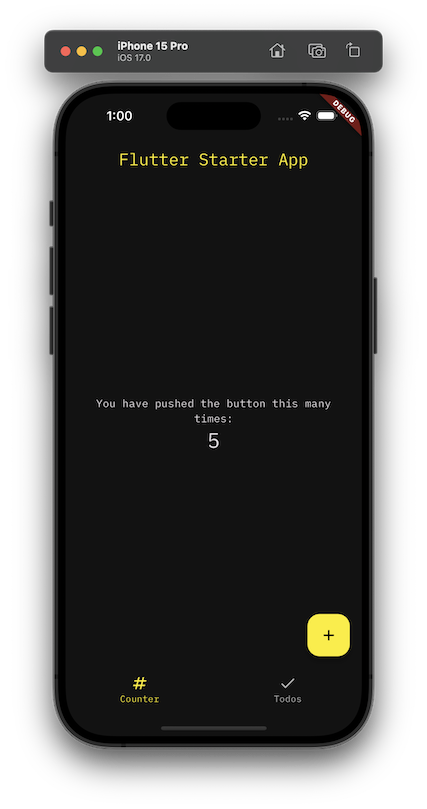 iPhone 15 Pro
iOS 17.0
1:00
DEBUG
Flutter Starter App
You have pushed the button this many
times:
5
+
#
Counter
Todos